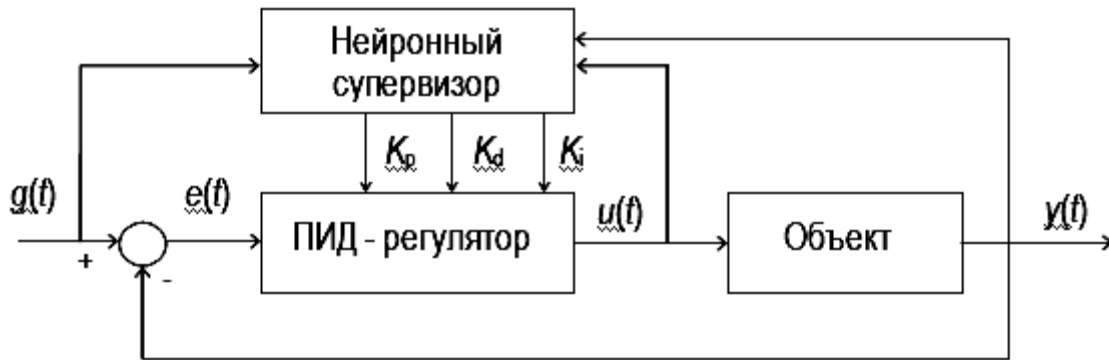 Нейронный
супервизор
Kp Kd Ki
g(t) e(t) u(t) y(t)
ПИД - регулятор
Объект
+
-